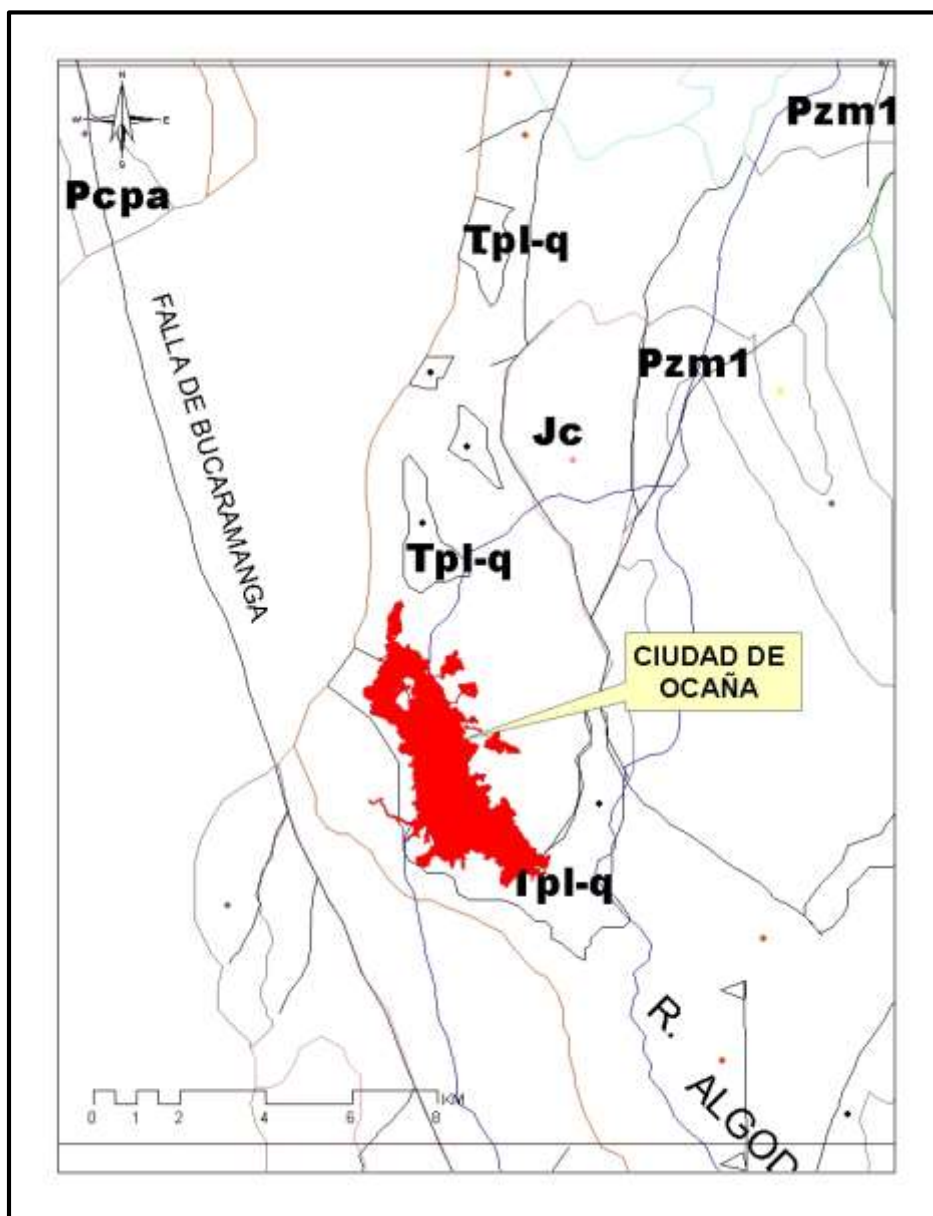 N
W E
S
Pzm1
Pcpa
Tpl-q
FALLA DE BUCARAMANGA
Pzm1
Jc
Tpl-q
CIUDAD DE
OCAÑA
Tpl-q
R.
ALGOD
KM
0 1 2 4 6 8